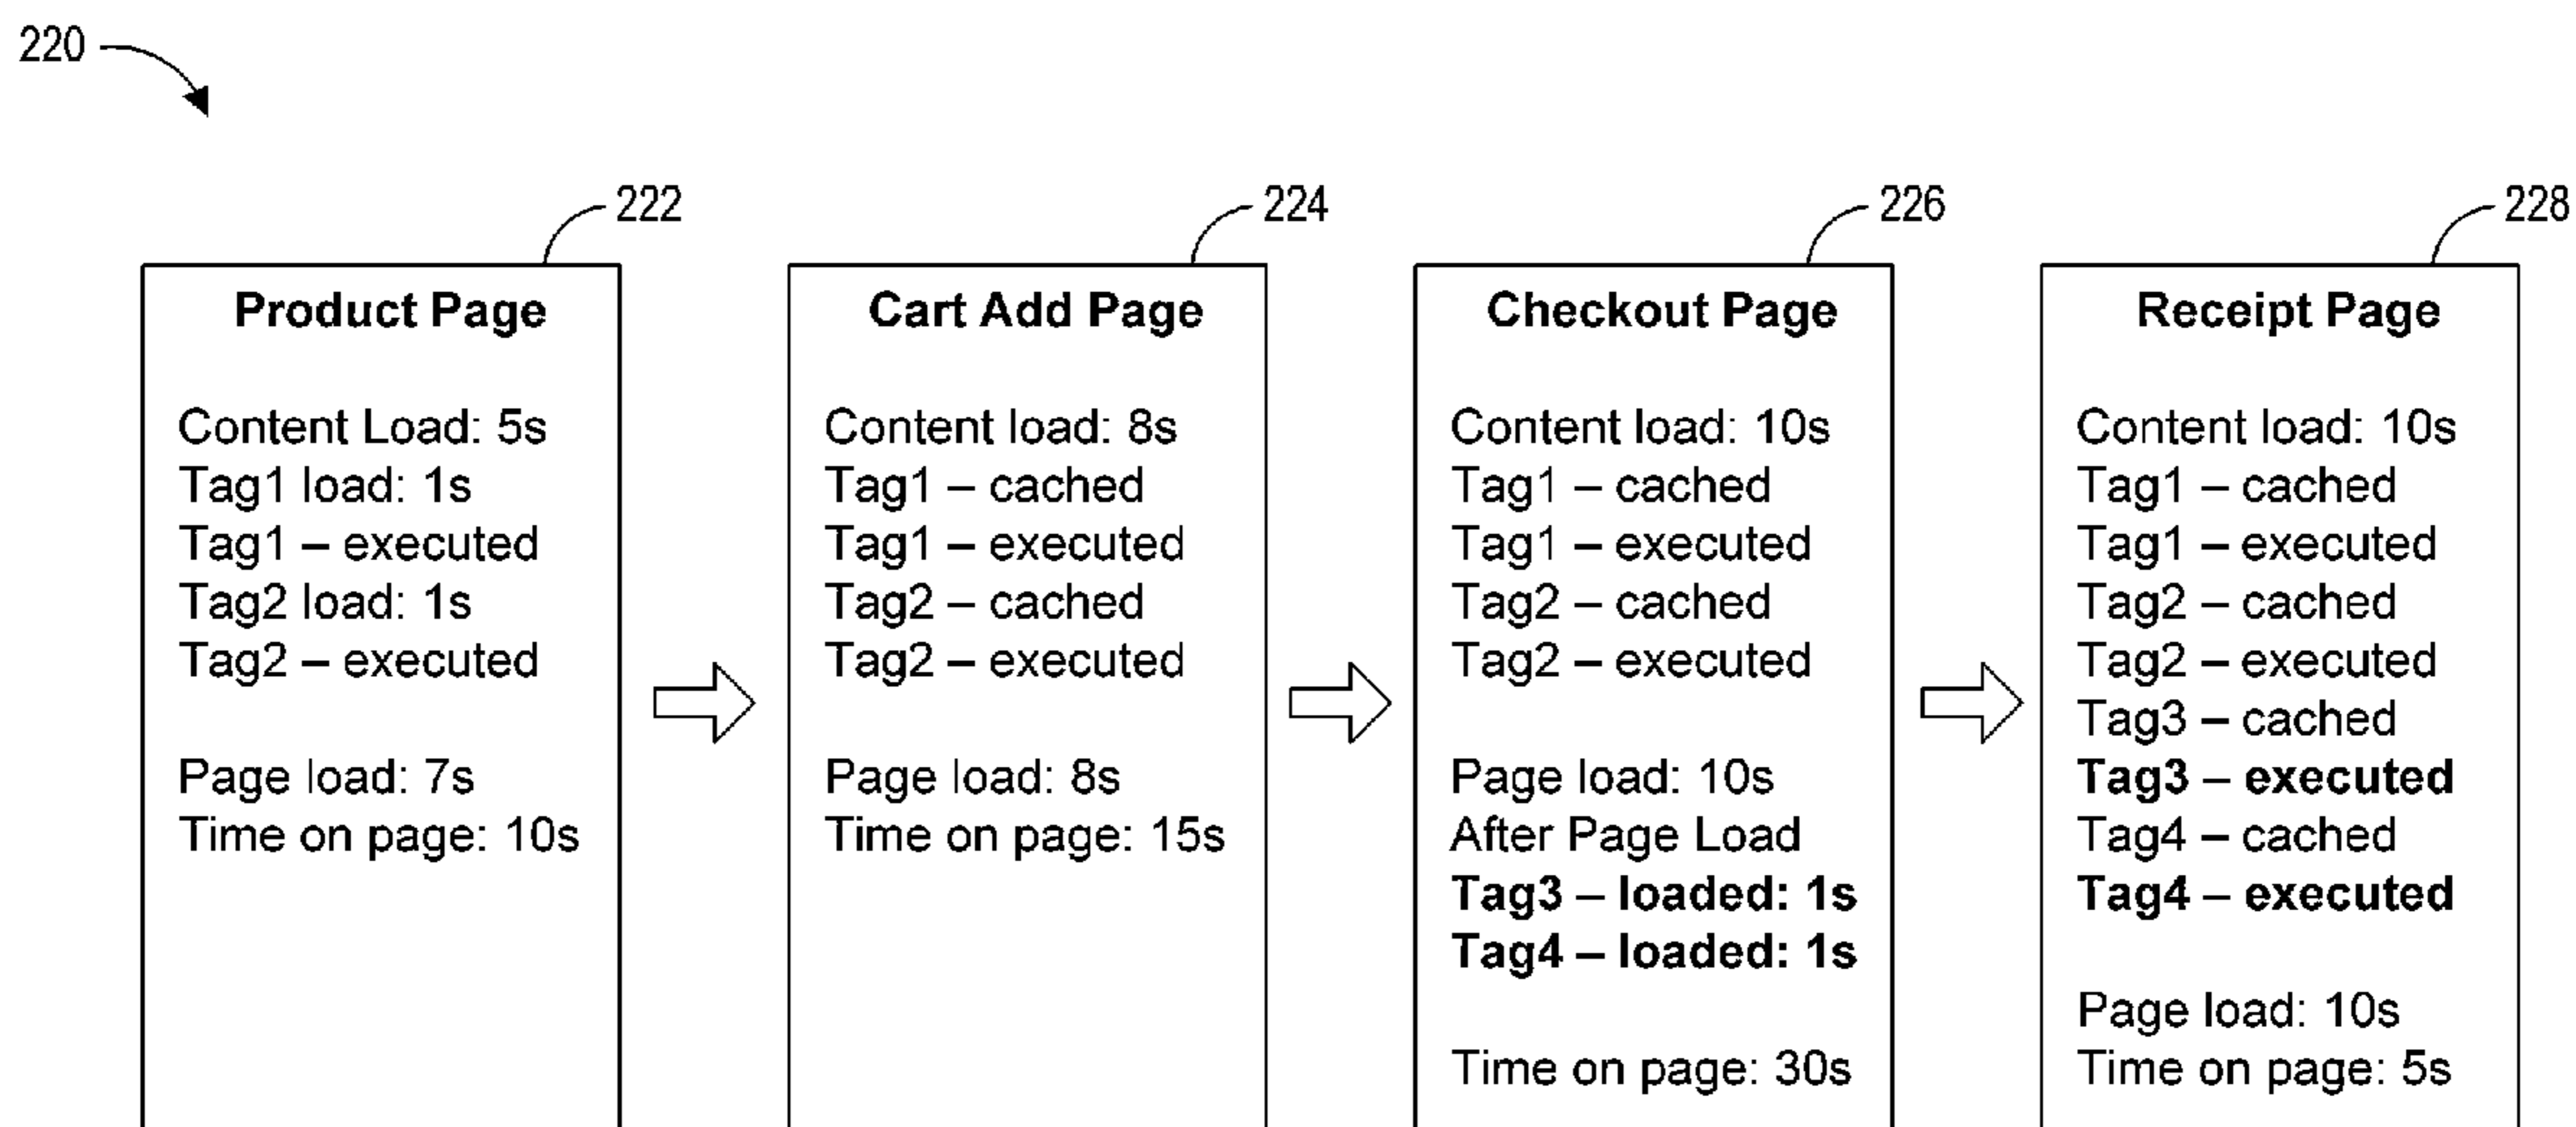 220
222
Product Page
Content Load: 5s
Tag1 load: 1s
Tag1 – executed
Tag2 load: 1s
Tag2 – executed
Page load: 7s
Time on page: 10s
224
Cart Add Page
Content load: 8s
Tag1 – cached
Tag1 – executed
Tag2 – cached
Tag2 – executed
Page load: 8s
Time on page: 15s
226
Checkout Page
Content load: 10s
Tag1 – cached
Tag1 – executed
Tag2 – cached
Tag2 – executed
Page load: 10s
After Page Load
Tag3 – loaded: 1s
Tag4 – loaded: 1s
Time on page: 30s
228
Receipt Page
Content load: 10s
Tag1 – cached
Tag1 – executed
Tag2 – cached
Tag2 – executed
Tag3 – cached
Tag3 – executed
Tag4 – cached
Tag4 – executed
Page load: 10s
Time on page: 5s